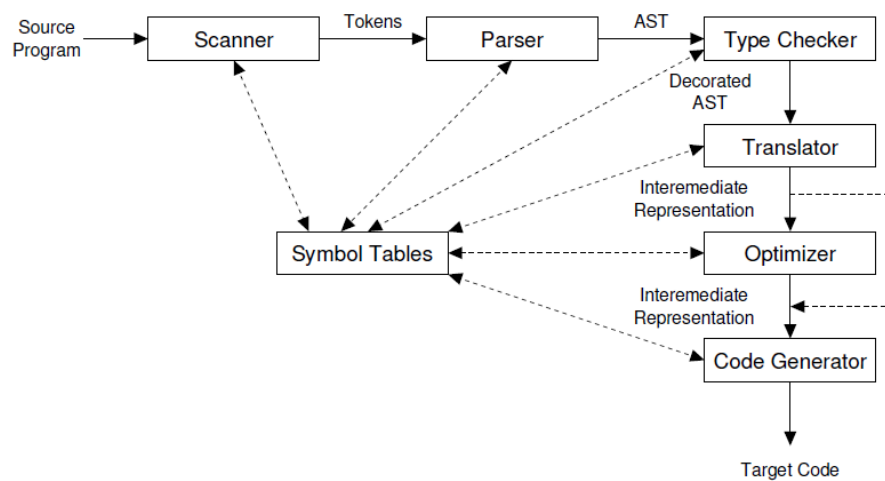 Source
Program
Scanner
Tokens
Parser
AST
Type Checker
Decorated
AST
Translator
Interemediate
Representation
Symbol Tables
Optimizer
Interemediate
Representation
Code Generator
Target Code